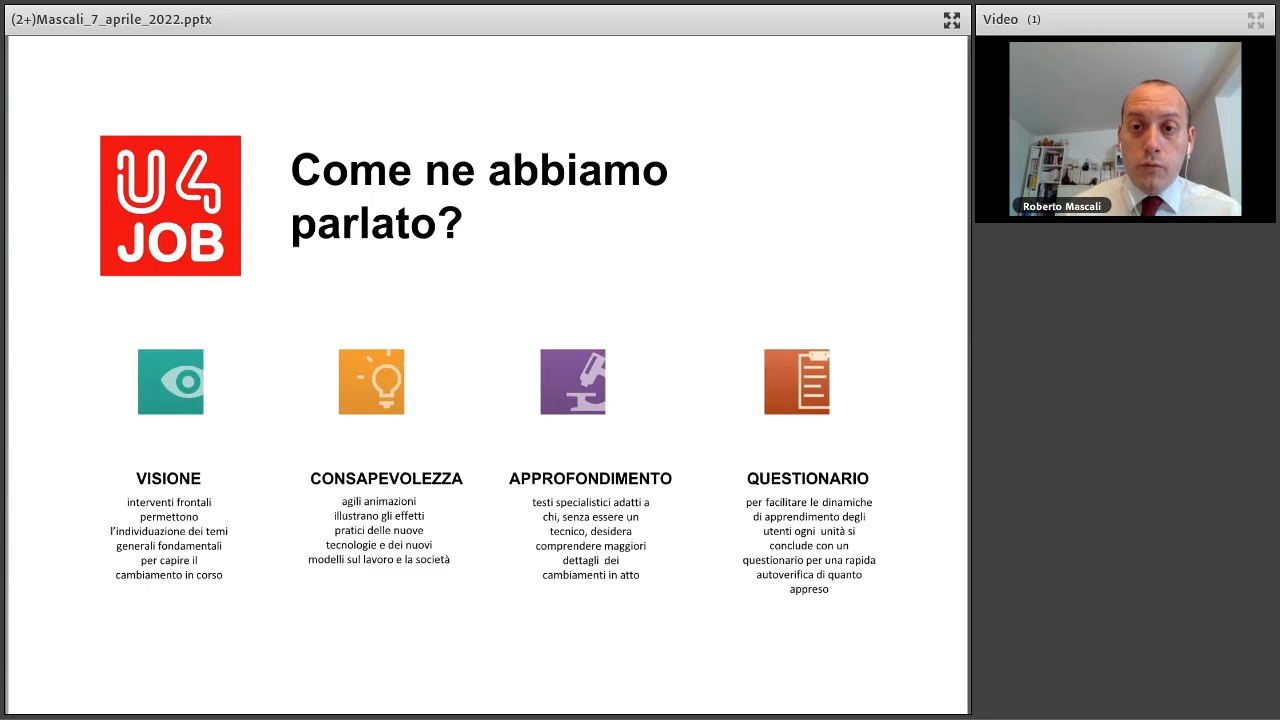 (2+)Mascali_7_aprile_2022.pptx
Video (1)
Roberto Mascali
U4
JOB
Come ne abbiamo
parlato?
VISIONE
interventi frontali
permettono
l'individuazione dei temi
generali fondamentali
per capire il
cambiamento in corso
CONSAPEVOLEZZA
agili animazioni
illustrano gli effetti
pratici delle nuove
tecnologie e dei nuovi
modelli sul lavoro e la società
APPROFONDIMENTO
testi specialistici adatti a
chi, senza essere un
tecnico, desidera
comprendere maggiori
dettagli dei
cambiamenti in atto
QUESTIONARIO
per facilitare le dinamiche
di apprendimento degli
utenti ogni unità si
conclude con un
questionario per una rapida
autoverifica di quanto
appreso